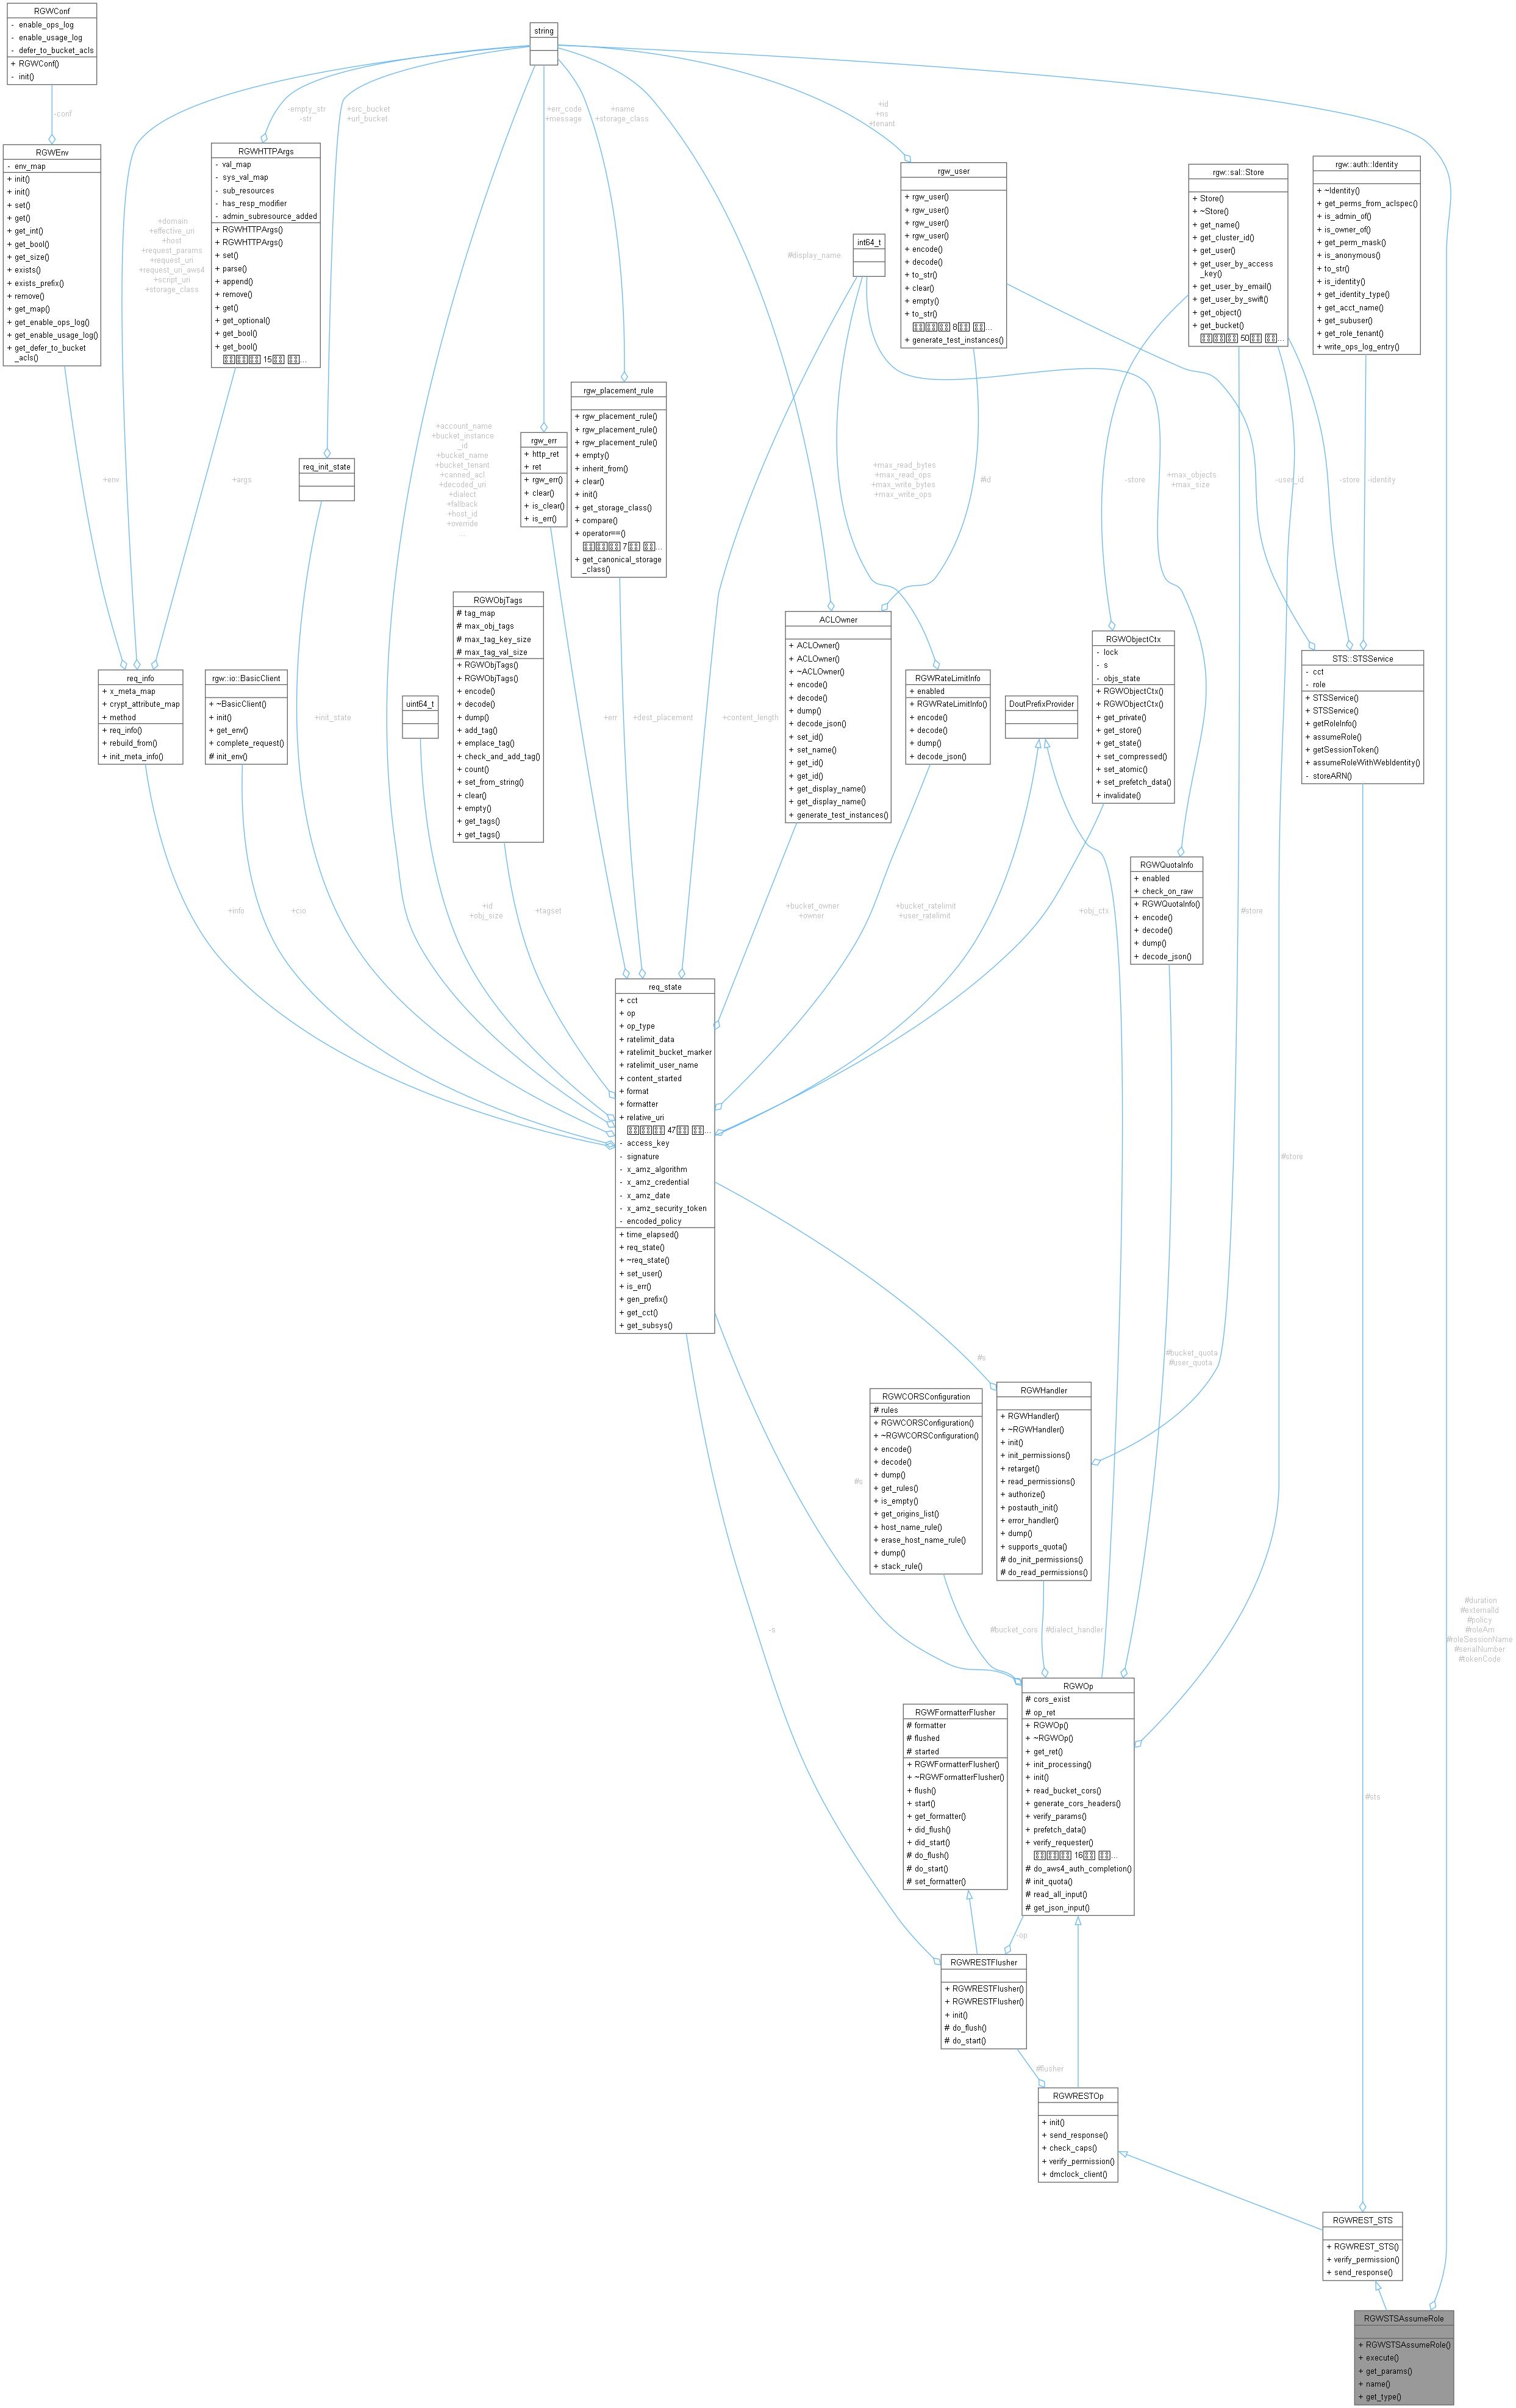 RGWConf
- enable_ops_log
- enable_usage_log
- defer_to_bucket_acls
+ RGWConf()
- init()
string
-conf
-empty_str
-str
+src_bucket
+url_bucket
+err_code
+message
+name
+storage_class
+id
+ns
+tenant
RGWEnv
- env_map
+ init()
+ init()
+ set()
+ get()
+ get_int()
+ get_bool()
+ get_size()
+ exists()
+ exists_prefix()
+ remove()
+ get_map()
+ get_enable_ops_log()
+ get_enable_usage_log()
+ get_defer_to_bucket
_acls()
+domain
+effective_uri
+host
+request_params
+request_uri
+request_uri_aws4
+script_uri
+storage_class
RGWHTTPArgs
- val_map
- sys_val_map
- sub_resources
- has_resp_modifier
- admin_subresource_added
+ RGWHTTPArgs()
+ RGWHTTPArgs()
+ set()
+ parse()
+ append()
+ remove()
+ get()
+ get_optional()
+ get_bool()
+ get_bool()
15
...
#display_name
int64_t
rgw_user
+ rgw_user()
+ rgw_user()
+ rgw_user()
+ rgw_user()
+ encode()
+ decode()
+ to_str()
+ clear()
+ empty()
+ to_str()
8
...
+ generate_test_instances()
rgw::sal::Store
+ Store()
+ ~Store()
+ get_name()
+ get_cluster_id()
+ get_user()
+ get_user_by_access
_key()
+ get_user_by_email()
+ get_user_by_swift()
+ get_object()
+ get_bucket()
50
...
rgw::auth::Identity
+ ~Identity()
+ get_perms_from_aclspec()
+ is_admin_of()
+ is_owner_of()
+ get_perm_mask()
+ is_anonymous()
+ to_str()
+ is_identity()
+ get_identity_type()
+ get_acct_name()
+ get_subuser()
+ get_role_tenant()
+ write_ops_log_entry()
+env
+args
req_init_state
+account_name
+bucket_instance
_id
+bucket_name
+bucket_tenant
+canned_acl
+decoded_uri
+dialect
+fallback
+host_id
+override
...
rgw_err
+ http_ret
+ ret
+ rgw_err()
+ clear()
+ is_clear()
+ is_err()
rgw_placement_rule
+ rgw_placement_rule()
+ rgw_placement_rule()
+ rgw_placement_rule()
+ empty()
+ inherit_from()
+ clear()
+ init()
+ get_storage_class()
+ compare()
+ operator==()
7
...
+ get_canonical_storage
_class()
+max_read_bytes
+max_read_ops
+max_write_bytes
+max_write_ops
#id
-store
+max_objects
+max_size
-user_id
-store
-identity
req_info
+ x_meta_map
+ crypt_attribute_map
+ method
+ req_info()
+ rebuild_from()
+ init_meta_info()
rgw::io::BasicClient
+ ~BasicClient()
+ init()
+ get_env()
+ complete_request()
# init_env()
+init_state
uint64_t
RGWObjTags
# tag_map
# max_obj_tags
# max_tag_key_size
# max_tag_val_size
+ RGWObjTags()
+ RGWObjTags()
+ encode()
+ decode()
+ dump()
+ add_tag()
+ emplace_tag()
+ check_and_add_tag()
+ count()
+ set_from_string()
+ clear()
+ empty()
+ get_tags()
+ get_tags()
+err
+dest_placement
+content_length
ACLOwner
+ ACLOwner()
+ ACLOwner()
+ ~ACLOwner()
+ encode()
+ decode()
+ dump()
+ decode_json()
+ set_id()
+ set_name()
+ get_id()
+ get_id()
+ get_display_name()
+ get_display_name()
+ generate_test_instances()
RGWRateLimitInfo
+ enabled
+ RGWRateLimitInfo()
+ encode()
+ decode()
+ dump()
+ decode_json()
DoutPrefixProvider
RGWObjectCtx
- lock
- s
- objs_state
+ RGWObjectCtx()
+ RGWObjectCtx()
+ get_private()
+ get_store()
+ get_state()
+ set_compressed()
+ set_atomic()
+ set_prefetch_data()
+ invalidate()
STS::STSService
- cct
- role
+ STSService()
+ STSService()
+ getRoleInfo()
+ assumeRole()
+ getSessionToken()
+ assumeRoleWithWebIdentity()
- storeARN()
RGWQuotaInfo
+ enabled
+ check_on_raw
+ RGWQuotaInfo()
+ encode()
+ decode()
+ dump()
+ decode_json()
+info
+cio
+id
+obj_size
+tagset
+bucket_owner
+owner
+bucket_ratelimit
+user_ratelimit
+obj_ctx
#store
req_state
+ cct
+ op
+ op_type
+ ratelimit_data
+ ratelimit_bucket_marker
+ ratelimit_user_name
+ content_started
+ format
+ formatter
+ relative_uri
47
...
- access_key
- signature
- x_amz_algorithm
- x_amz_credential
- x_amz_date
- x_amz_security_token
- encoded_policy
+ time_elapsed()
+ req_state()
+ ~req_state()
+ set_user()
+ is_err()
+ gen_prefix()
+ get_cct()
+ get_subsys()
#store
#s
#bucket_quota
#user_quota
#s
RGWCORSConfiguration
# rules
+ RGWCORSConfiguration()
+ ~RGWCORSConfiguration()
+ encode()
+ decode()
+ dump()
+ get_rules()
+ is_empty()
+ get_origins_list()
+ host_name_rule()
+ erase_host_name_rule()
+ dump()
+ stack_rule()
RGWHandler
+ RGWHandler()
+ ~RGWHandler()
+ init()
+ init_permissions()
+ retarget()
+ read_permissions()
+ authorize()
+ postauth_init()
+ error_handler()
+ dump()
+ supports_quota()
# do_init_permissions()
# do_read_permissions()
-s
#bucket_cors
#dialect_handler
#duration
#externalId
#policy
#roleArn
#roleSessionName
#serialNumber
#tokenCode
RGWFormatterFlusher
# formatter
# flushed
# started
+ RGWFormatterFlusher()
+ ~RGWFormatterFlusher()
+ flush()
+ start()
+ get_formatter()
+ did_flush()
+ did_start()
# do_flush()
# do_start()
# set_formatter()
RGWOp
# cors_exist
# op_ret
+ RGWOp()
+ ~RGWOp()
+ get_ret()
+ init_processing()
+ init()
+ read_bucket_cors()
+ generate_cors_headers()
+ verify_params()
+ prefetch_data()
+ verify_requester()
16
...
# do_aws4_auth_completion()
# init_quota()
# read_all_input()
# get_json_input()
#sts
-op
RGWRESTFlusher
+ RGWRESTFlusher()
+ RGWRESTFlusher()
+ init()
# do_flush()
# do_start()
#flusher
RGWRESTOp
+ init()
+ send_response()
+ check_caps()
+ verify_permission()
+ dmclock_client()
RGWREST_STS
+ RGWREST_STS()
+ verify_permission()
+ send_response()
RGWSTSAssumeRole
+ RGWSTSAssumeRole()
+ execute()
+ get_params()
+ name()
+ get_type()